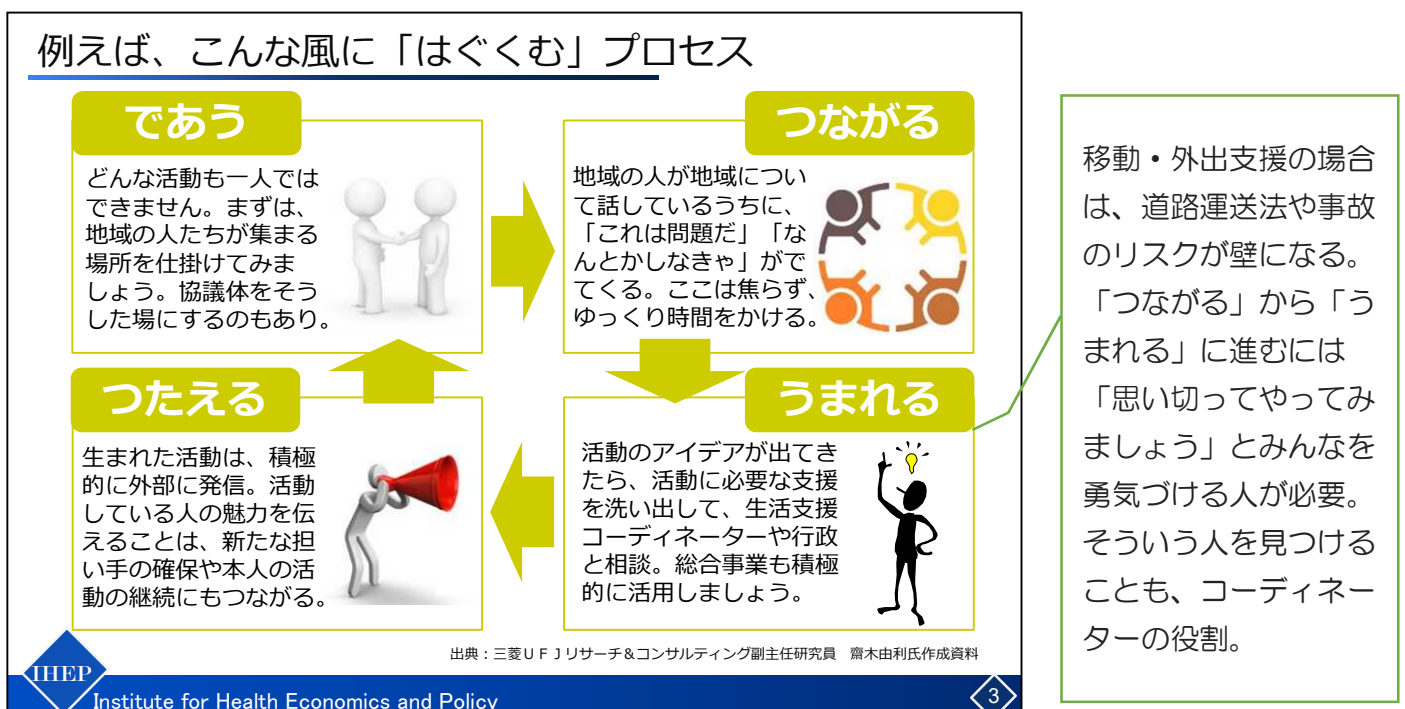 例えば、こんな風に「はぐくむ」プロセス
であう
どんな活動も一人では
できません。まずは、
地域の人たちが集まる
場所を仕掛けてみま
しょう。協議体をそう
した場にするのもあり。
つながる
地域の人が地域につい
て話しているうちに、
「これは問題だ」「な
んとかしなきゃ」がで
てくる。ここは焦らず、
ゆっくり時間をかける。
うまれる
活動のアイデアが出てき
たら、活動に必要な支援
を洗い出して、生活支援
コーディネーターや行政
と相談。総合事業も積極
的に活用しましょう。
つたえる
生まれた活動は、積極
的に外部に発信。活動
している人の魅力を伝
えることは、新たな担
い手の確保や本人の活
動の継続にもつながる。
出典：三菱ＵＦＪリサーチ＆コンサルティング副主任研究員　齋木由利氏作成資料
IHEP
Institute for Health Economics and Policy
3
移動・外出支援の場合
は、道路運送法や事故
のリスクが壁になる。
「つながる」から「う
まれる」に進むには
「思い切ってやってみ
ましょう」とみんなを
勇気づける人が必要。
そういう人を見つける
ことも、コーディネー
ターの役割。